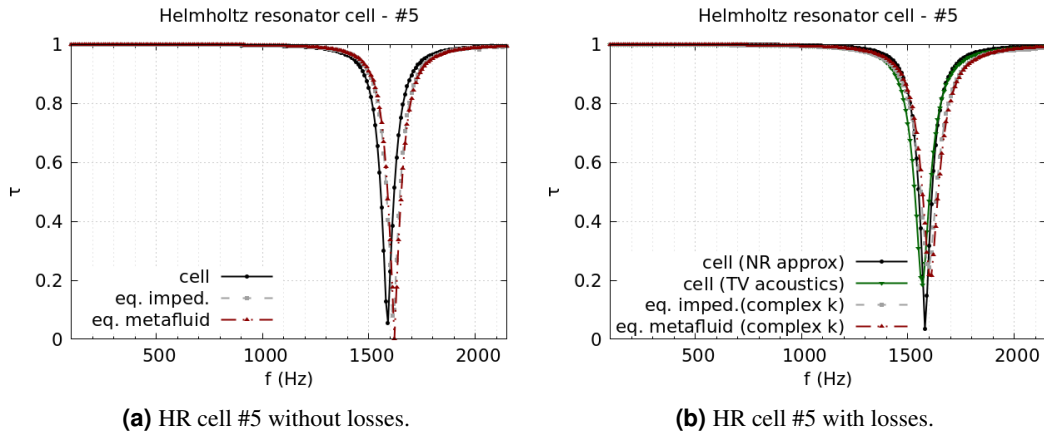 Helmholtz resonator cell - #5
1
0.8
0.6
τ
0.4
0.2
0
cell
eq. imped.
eq. metafluid
500
1000
1500
2000
f (Hz)
(a) HR cell #5 without losses.
Helmholtz resonator cell - #5
1
0.8
0.6
τ
0.4
0.2
0
cell (NR approx)
cell (TV acoustics)
eq. imped.(complex k)
eq. metafluid (complex k)
500
1000
1500
2000
f (Hz)
(b) HR cell #5 with losses.